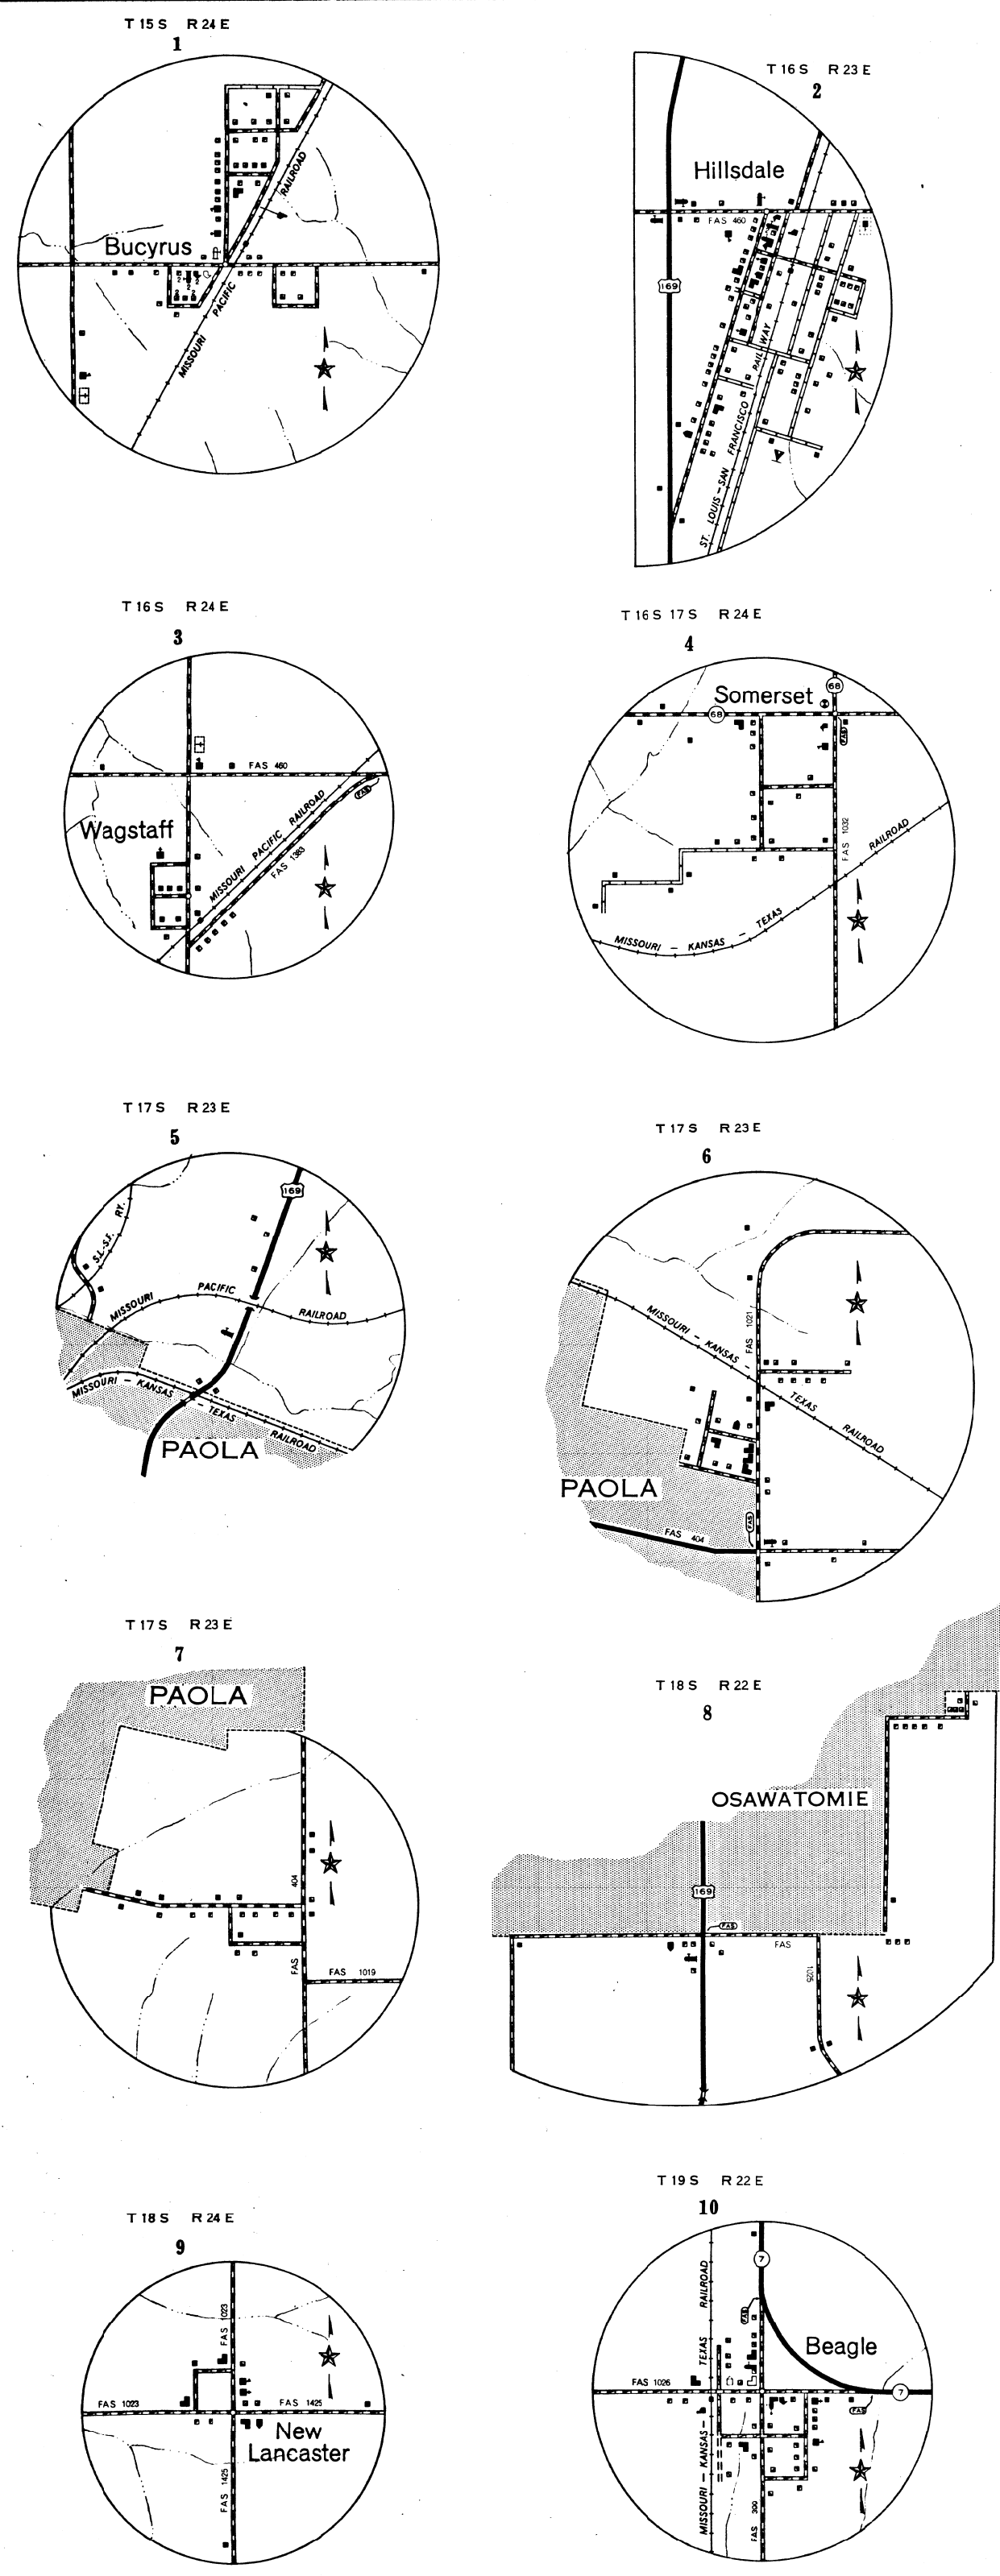 T 15 S R 24 E
1
Bucyrus
RAILROAD
PACIFIC
MISSOURI
2
2
2
2
2
T 16 S R 23 E
2
Hillsdale
FAS 460
169
RAILWAY
ST. LOUIS – SAN FRANCISCO
T 16 S R 24 E
3
FAS 460
FAS
Wagstaff
MISSOURI PACIFIC RAILROAD
FAS 1383
T 16 S 17 S R 24 E
4
Somerset
68
68
FAS
FAS 1032
MISSOURI – KANSAS – TEXAS RAILROAD
T 17 S R 23 E
5
169
S.L.-S.F. RY.
MISSOURI PACIFIC RAILROAD
MISSOURI – KANSAS – TEXAS RAILROAD
PAOLA
T 17 S R 23 E
6
FAS 1021
MISSOURI – KANSAS – TEXAS RAILROAD
PAOLA
FAS
FAS 404
T 17 S R 23 E
7
PAOLA
404
FAS
FAS 1019
T 18 S R 22 E
8
OSAWATOMIE
169
FAS
FAS
1025
T 18 S R 24 E
9
FAS 1023
FAS 1023
FAS 1425
New
Lancaster
FAS 1425
T 19 S R 22 E
10
7
FAS
Beagle
FAS 1026
7
FAS
MISSOURI – KANSAS – TEXAS RAILROAD
FAS